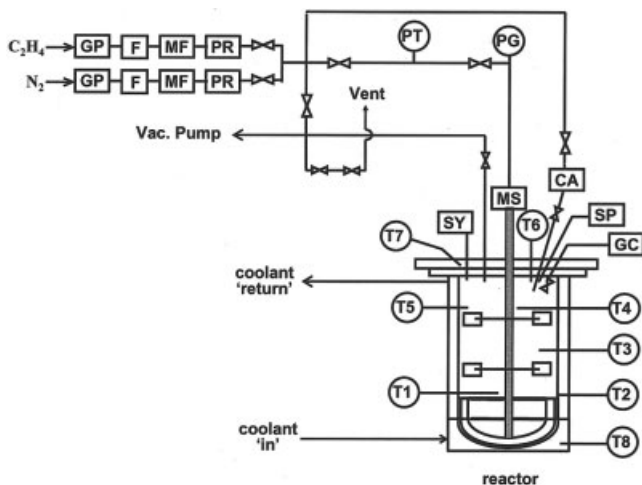 C₂H₄ GP F MF PR
N₂ GP F MF PR
PT
PG
Vent
Vac. Pump
CA
MS
SP
SY
T6
GC
T7
coolant
'return'
T5
T4
T3
T1
T2
coolant
'in'
T8
reactor